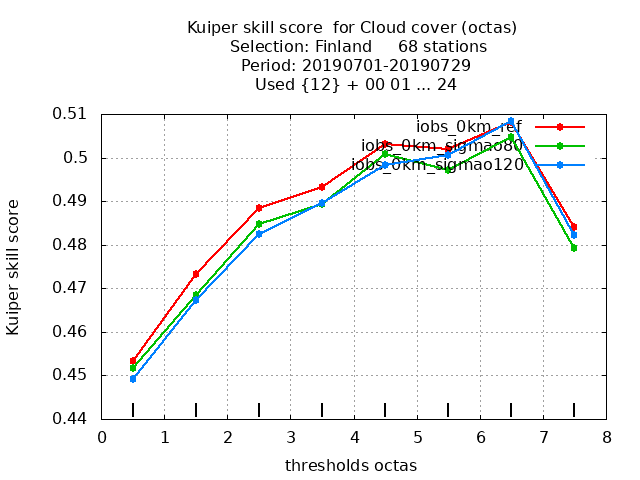 Kuiper skill score for Cloud cover (octas)
Selection: Finland 68 stations
Period: 20190701-20190729
Used {12} + 00 01 ... 24
0.51
0.5
0.49
0.48
0.47
0.46
0.45
0.44
Kuiper skill score
iobs_0km_ref
iobs_0km_sigmao80
iobs_0km_sigmao120
0 1 2 3 4 5 6 7 8
thresholds octas